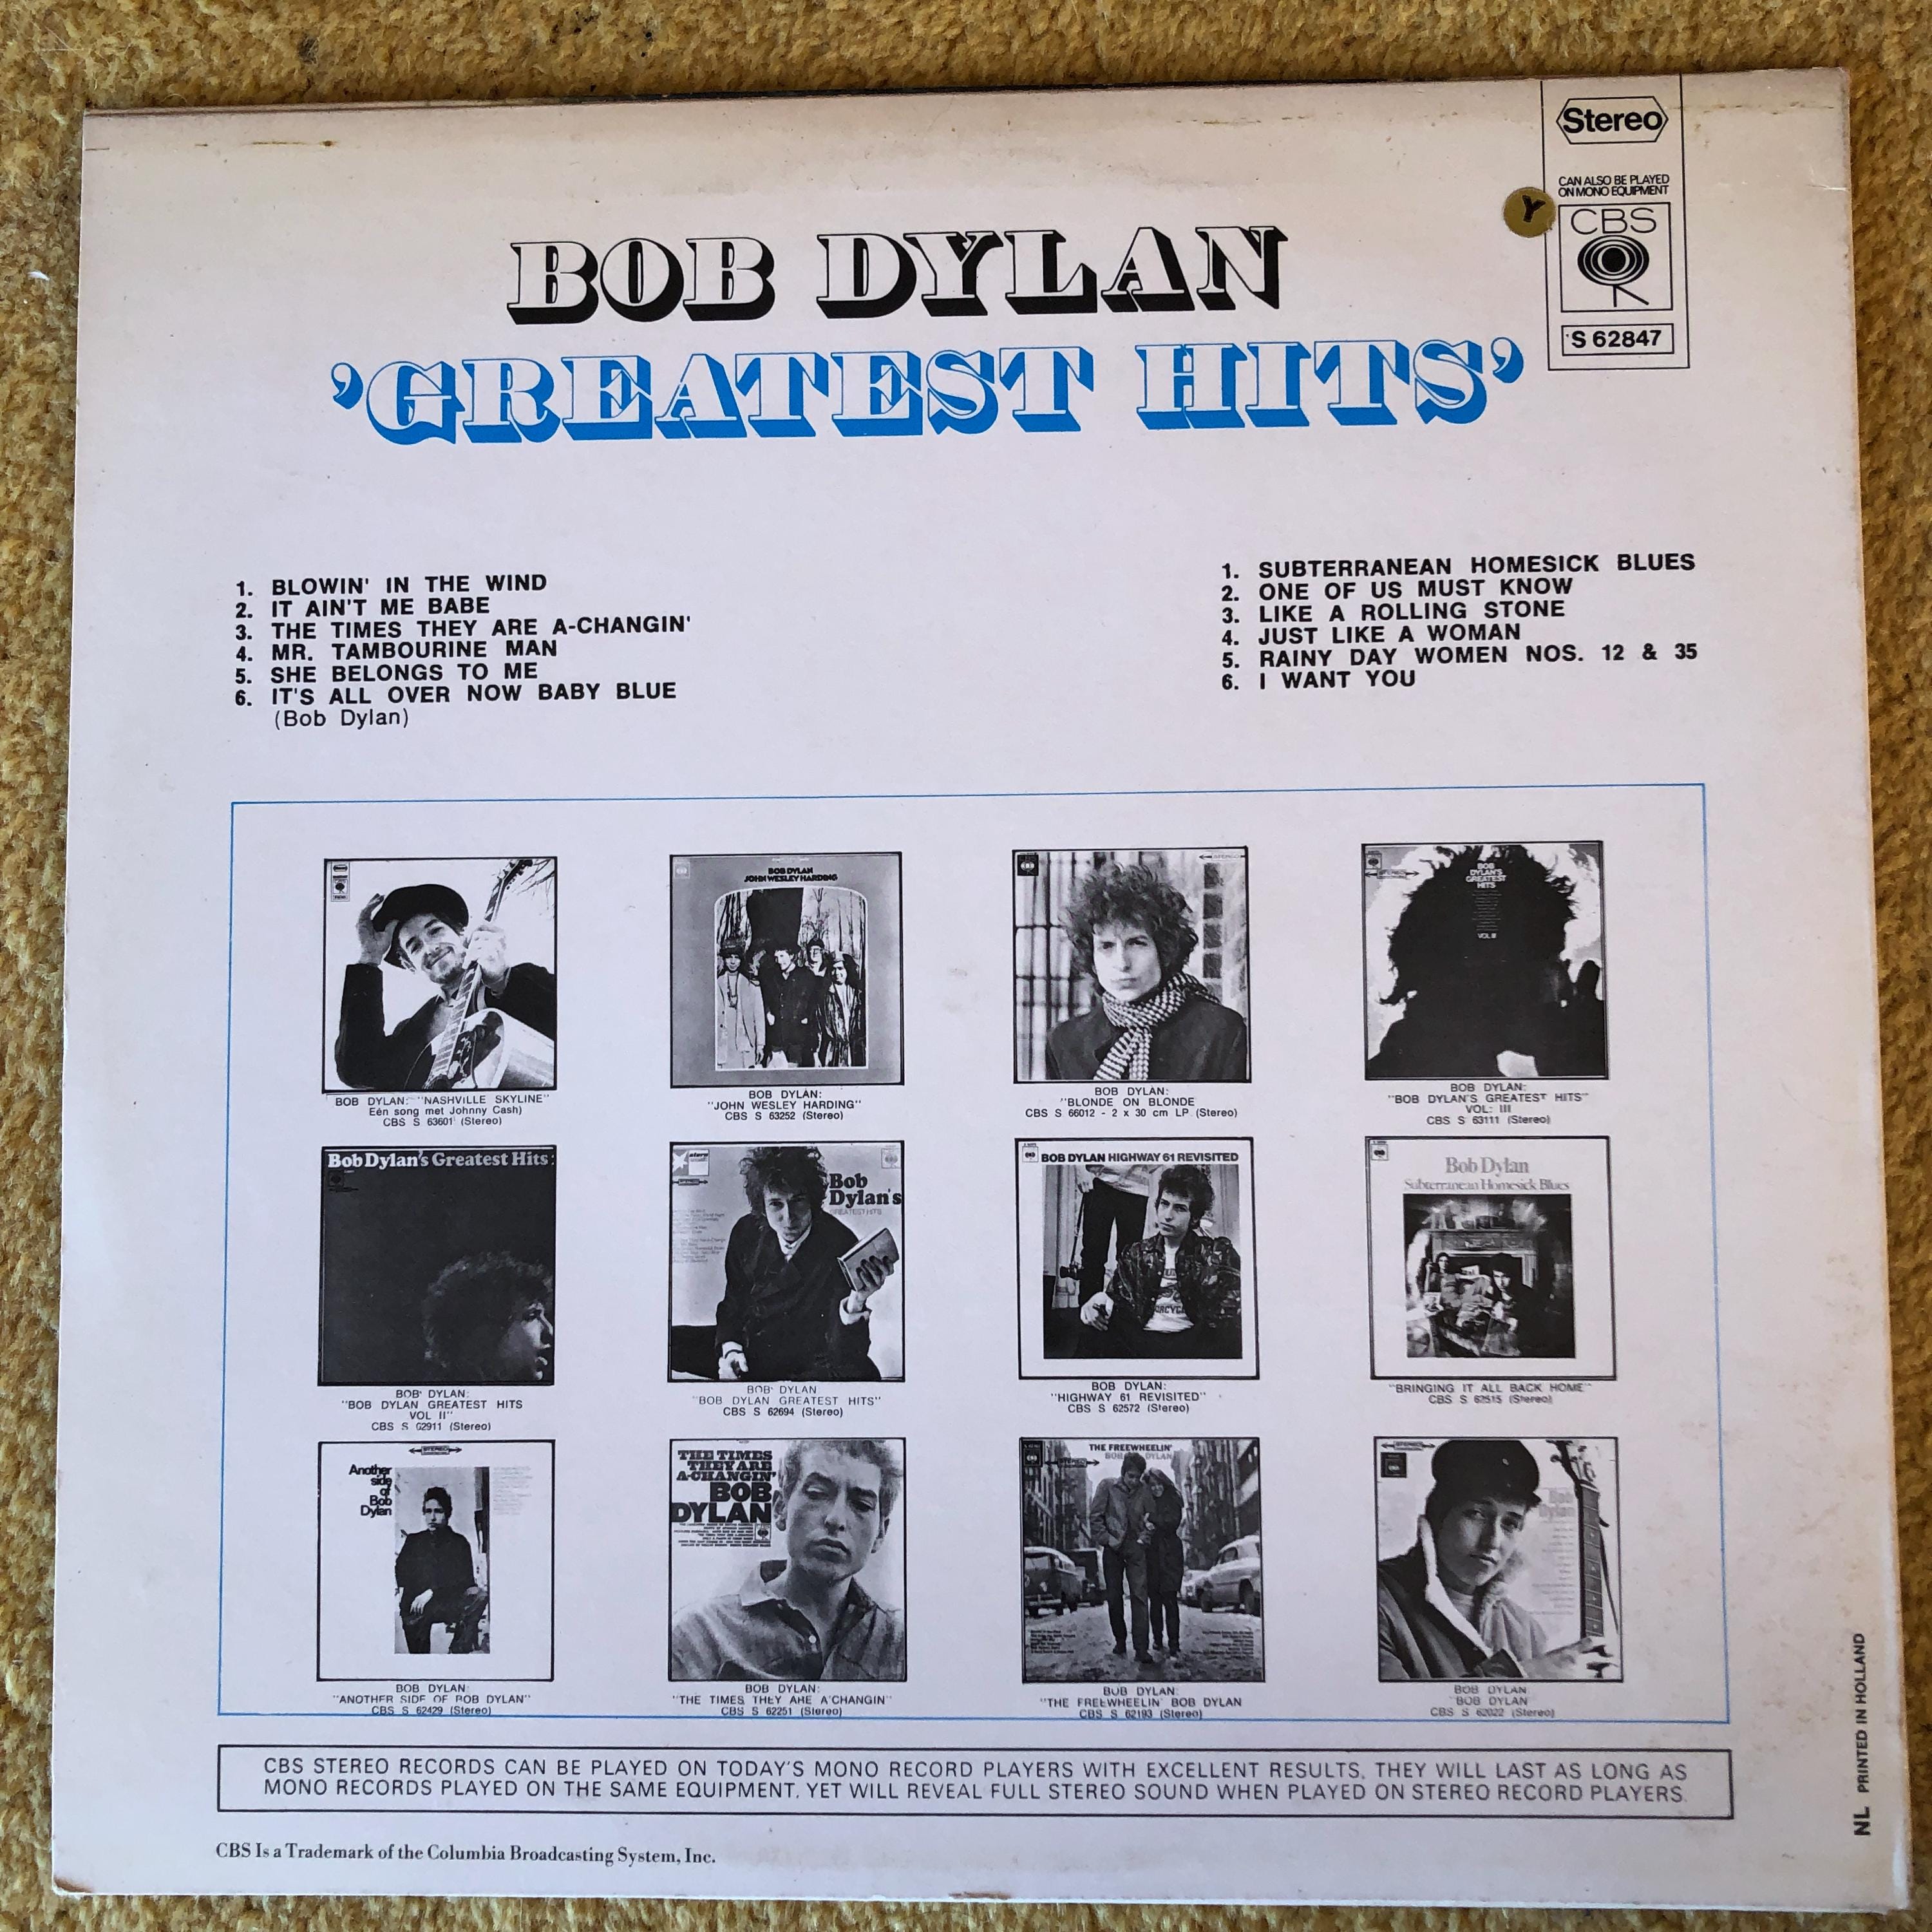 Stereo
CAN ALSO BE PLAYED
ON MONO EQUIPMENT
Y
CBS
S 62847
BOB DYLAN
'GREATEST HITS'
1. BLOWIN' IN THE WIND
2. IT AIN'T ME BABE
3. THE TIMES THEY ARE A-CHANGIN'
4. MR. TAMBOURINE MAN
5. SHE BELONGS TO ME
6. IT'S ALL OVER NOW BABY BLUE
(Bob Dylan)
1. SUBTERRANEAN HOMESICK BLUES
2. ONE OF US MUST KNOW
3. LIKE A ROLLING STONE
4. JUST LIKE A WOMAN
5. RAINY DAY WOMEN NOS. 12 & 35
6. I WANT YOU
BOB DYLAN: "NASHVILLE SKYLINE"
Eén song met Johnny Cash)
CBS S 63601 (Stereo)
BOB DYLAN
JOHN WESLEY HARDING
BOB DYLAN:
"JOHN WESLEY HARDING"
CBS S 63252 (Stereo)
STEREO
BOB DYLAN:
"BLONDE ON BLONDE
CBS S 66012 - 2 x 30 cm LP (Stereo)
BOB
DYLAN'S
GREATEST
HITS
VOL III
BOB DYLAN:
"BOB DYLAN'S GREATEST HITS"
VOL: III
CBS S 63111 (Stereo)
Bob Dylan's Greatest Hits
BOB DYLAN:
"BOB DYLAN GREATEST HITS
VOL II"
CBS S 62911 (Stereo)
Bob
Dylan's
GREATEST HITS
BOB DYLAN
"BOB DYLAN GREATEST HITS"
CBS S 62694 (Stereo)
BOB DYLAN HIGHWAY 61 REVISITED
BOB DYLAN:
"HIGHWAY 61 REVISITED"
CBS S 62572 (Stereo)
Bob Dylan
Subterranean Homesick Blues
"BRINGING IT ALL BACK HOME"
CBS S 62515 (Stereo)
STEREO
Another
side
of
Bob
Dylan
BOB DYLAN:
"ANOTHER SIDE OF BOB DYLAN"
CBS S 62429 (Stereo)
THE TIMES
THEY ARE
A-CHANGIN'
BOB
DYLAN
BOB DYLAN:
"THE TIMES THEY ARE A'CHANGIN"
CBS S 62251 (Stereo)
THE FREEWHEELIN'
BOB DYLAN
BOB DYLAN:
"THE FREEWHEELIN' BOB DYLAN
CBS S 62193 (Stereo)
STEREO
Bob
Dylan
BOB DYLAN
"BOB DYLAN"
CBS S 62022 (Stereo)
CBS STEREO RECORDS CAN BE PLAYED ON TODAY'S MONO RECORD PLAYERS WITH EXCELLENT RESULTS, THEY WILL LAST AS LONG AS
MONO RECORDS PLAYED ON THE SAME EQUIPMENT. YET WILL REVEAL FULL STEREO SOUND WHEN PLAYED ON STEREO RECORD PLAYERS.
CBS Is a Trademark of the Columbia Broadcasting System, Inc.
NL PRINTED IN HOLLAND